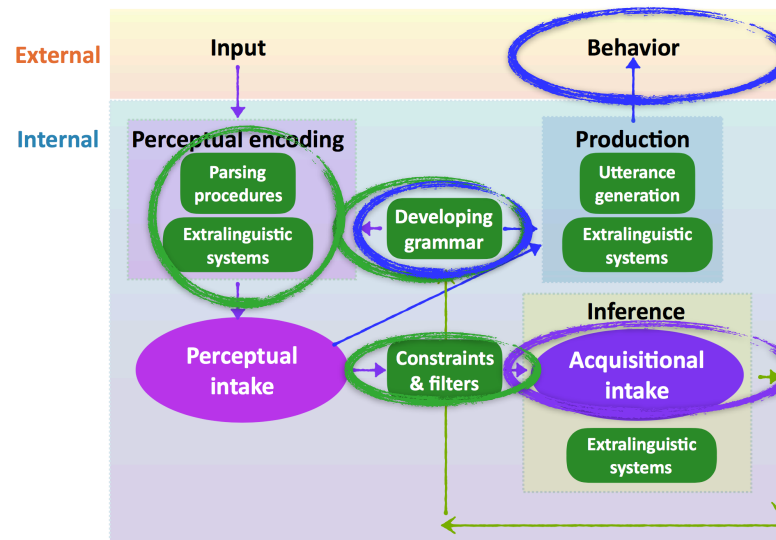 External
Input
Behavior
Internal
Perceptual encoding
Production
Parsing
procedures
Utterance
generation
Developing
grammar
Extralinguistic
systems
Extralinguistic
systems
Inference
Perceptual
intake
Constraints
& filters
Acquisitional
intake
Extralinguistic
systems